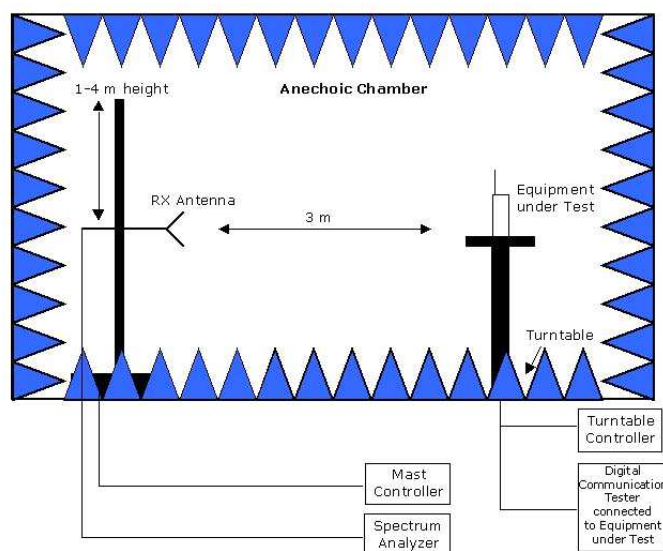 1-4 m height
Anechoic Chamber
RX Antenna
3 m
Equipment
under Test
Turntable
Turntable
Controller
Mast
Controller
Digital
Communication
Tester
connected
to Equipment
under Test
Spectrum
Analyzer